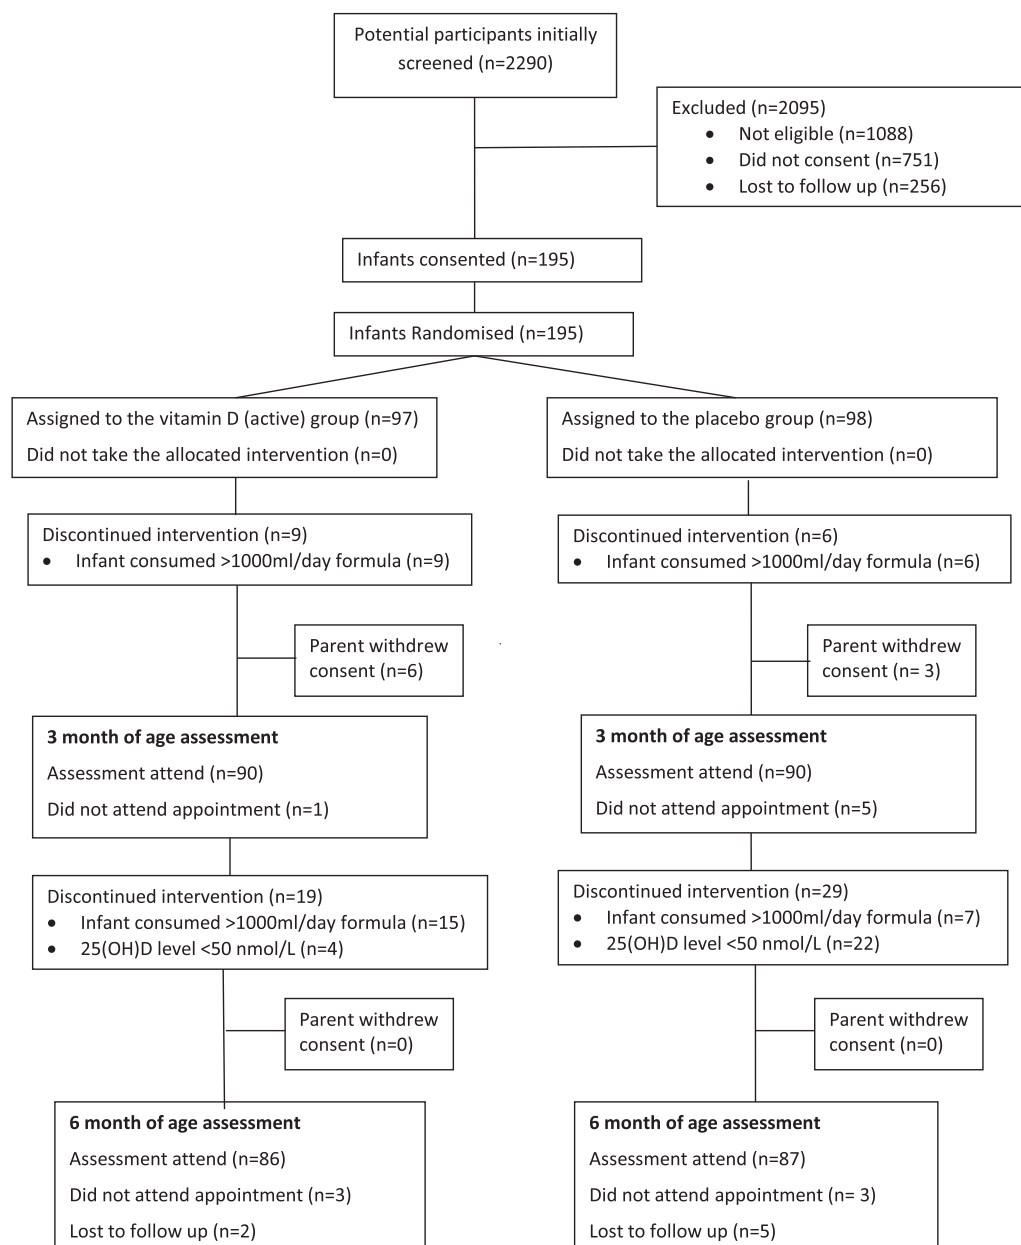 Potential participants initially
screened (n=2290)
Excluded (n=2095)
• Not eligible (n=1088)
• Did not consent (n=751)
• Lost to follow up (n=256)
Infants consented (n=195)
Infants Randomised (n=195)
Assigned to the vitamin D (active) group (n=97)
Did not take the allocated intervention (n=0)
Assigned to the placebo group (n=98)
Did not take the allocated intervention (n=0)
Discontinued intervention (n=9)
• Infant consumed >1000ml/day formula (n=9)
Discontinued intervention (n=6)
• Infant consumed >1000ml/day formula (n=6)
Parent withdrew
consent (n=6)
Parent withdrew
consent (n= 3)
3 month of age assessment
Assessment attend (n=90)
Did not attend appointment (n=1)
3 month of age assessment
Assessment attend (n=90)
Did not attend appointment (n=5)
Discontinued intervention (n=19)
• Infant consumed >1000ml/day formula (n=15)
• 25(OH)D level <50 nmol/L (n=4)
Discontinued intervention (n=29)
• Infant consumed >1000ml/day formula (n=7)
• 25(OH)D level <50 nmol/L (n=22)
Parent withdrew
consent (n=0)
Parent withdrew
consent (n=0)
6 month of age assessment
Assessment attend (n=86)
Did not attend appointment (n=3)
Lost to follow up (n=2)
6 month of age assessment
Assessment attend (n=87)
Did not attend appointment (n= 3)
Lost to follow up (n=5)